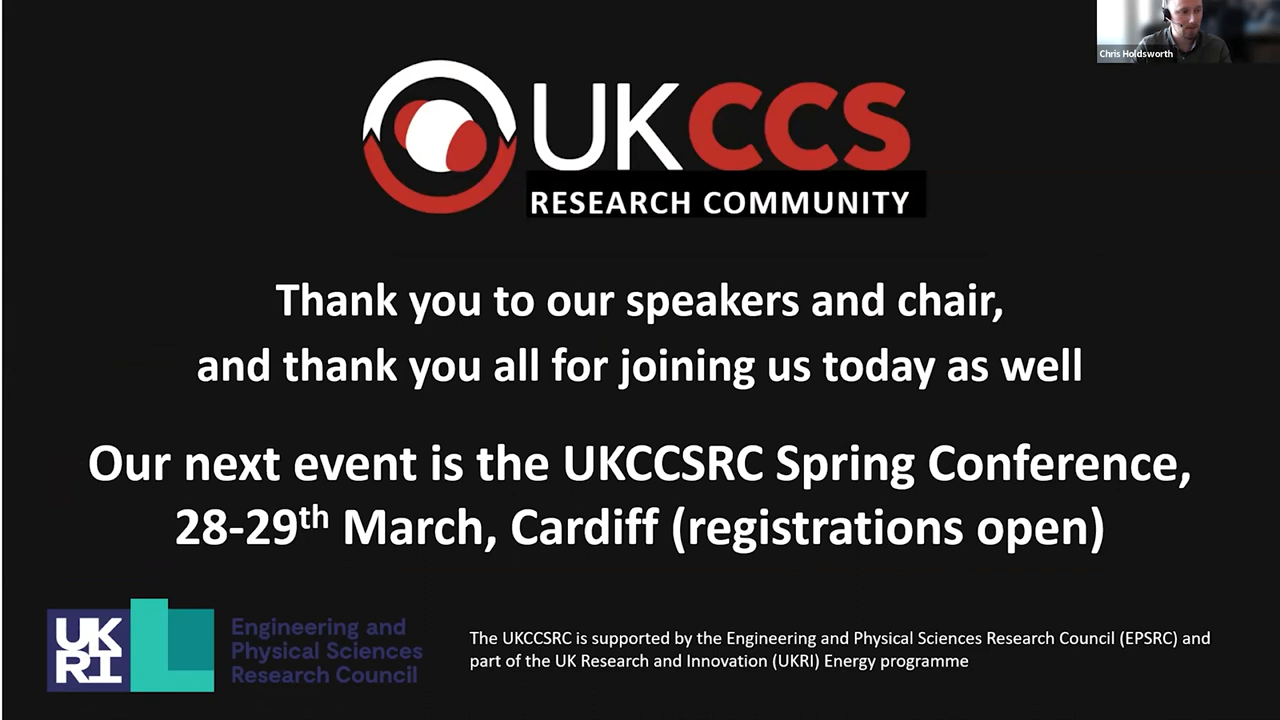 Chris Holdsworth
UKCCS
RESEARCH COMMUNITY
Thank you to our speakers and chair,
and thank you all for joining us today as well
Our next event is the UKCCSRC Spring Conference,
28-29th March, Cardiff (registrations open)
UK
RI
Engineering and
Physical Sciences
Research Council
The UKCCSRC is supported by the Engineering and Physical Sciences Research Council (EPSRC) and
part of the UK Research and Innovation (UKRI) Energy programme